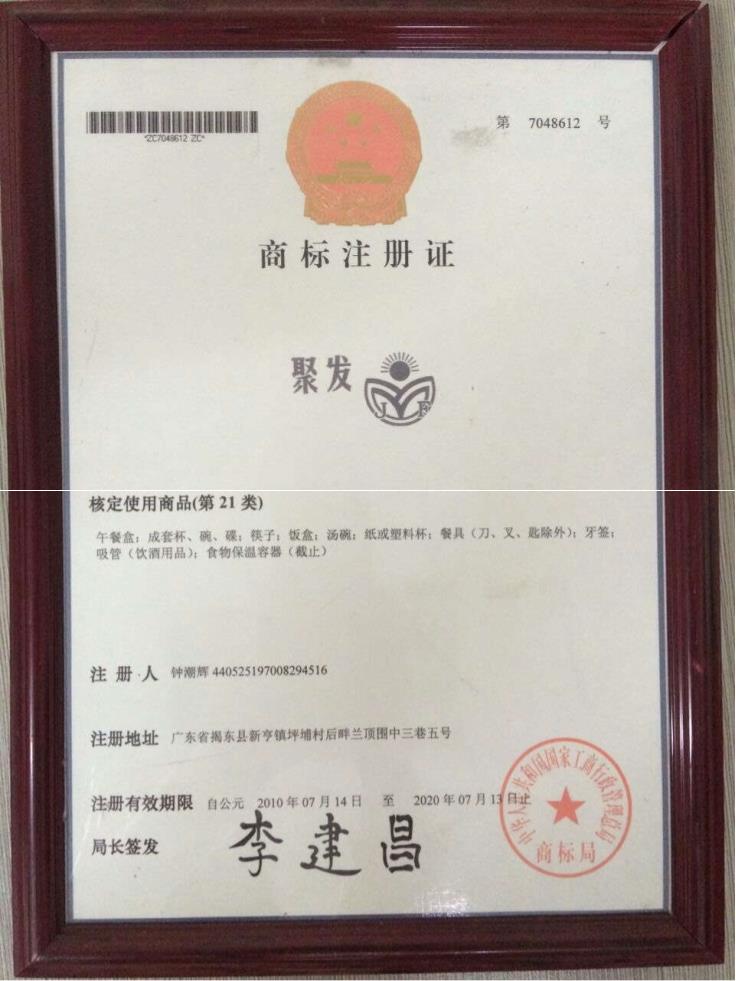 *ZC7048612 ZC*
第 7048612 号
商标注册证
聚发
J F
核定使用商品(第 21 类)
午餐盒；成套杯、碗、碟；筷子；饭盒；汤碗；纸或塑料杯；餐具（刀、叉、匙除外）；牙签；
吸管（饮酒用品）；食物保温容器（截止）
注册人 钟潮辉 440525197008294516
注册地址 广东省揭东县新亨镇坪埔村后畔兰顶围中三巷五号
注册有效期限 自公元 2010 年 07 月 14 日 至 2020 年 07 月 13 日止
局长签发 李建昌
中华人民共和国国家工商行政管理总局
商标局